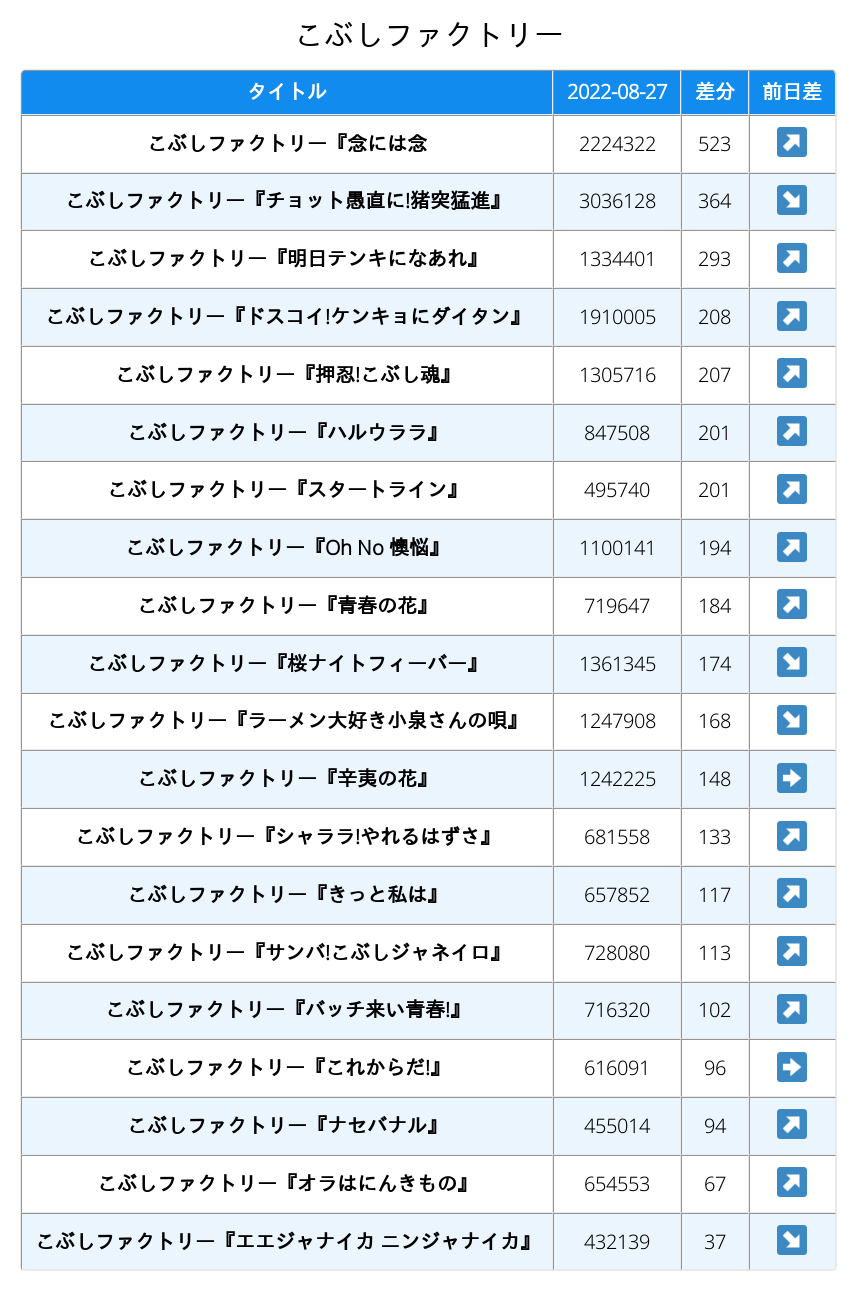 こぶしファクトリー
タイトル 2022-08-27 差分 前日差
こぶしファクトリー『念には念 2224322 523 ↗
こぶしファクトリー『チョット愚直に!猪突猛進』 3036128 364 ↘
こぶしファクトリー『明日テンキになあれ』 1334401 293 ↗
こぶしファクトリー『ドスコイ!ケンキョにダイタン』 1910005 208 ↗
こぶしファクトリー『押忍!こぶし魂』 1305716 207 ↗
こぶしファクトリー『ハルウララ』 847508 201 ↗
こぶしファクトリー『スタートライン』 495740 201 ↗
こぶしファクトリー『Oh No 懊悩』 1100141 194 ↗
こぶしファクトリー『青春の花』 719647 184 ↗
こぶしファクトリー『桜ナイトフィーバー』 1361345 174 ↘
こぶしファクトリー『ラーメン大好き小泉さんの唄』 1247908 168 ↘
こぶしファクトリー『辛夷の花』 1242225 148 ➡
こぶしファクトリー『シャララ!やれるはずさ』 681558 133 ↗
こぶしファクトリー『きっと私は』 657852 117 ↗
こぶしファクトリー『サンバ!こぶしジャネイロ』 728080 113 ↗
こぶしファクトリー『バッチ来い青春!』 716320 102 ↗
こぶしファクトリー『これからだ!』 616091 96 ➡
こぶしファクトリー『ナセバナル』 455014 94 ↗
こぶしファクトリー『オラはにんきもの』 654553 67 ↗
こぶしファクトリー『エエジャナイカ ニンジャナイカ』 432139 37 ↘